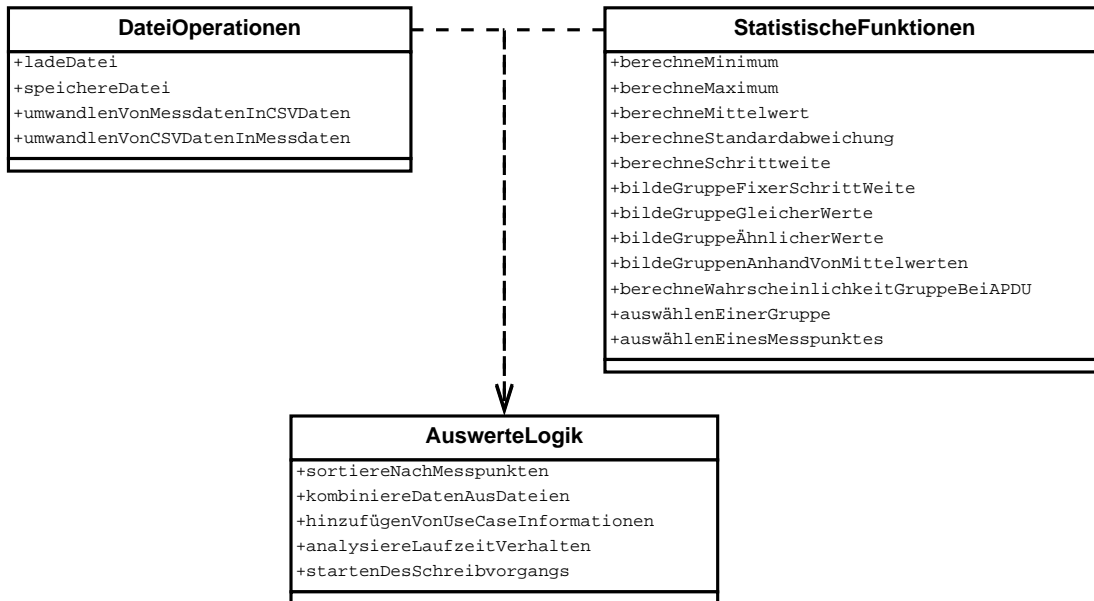 DateiOperationen
+ladeDatei
+speichereDatei
+umwandlenVonMessdatenInCSVDaten
+umwandlenVonCSVDatenInMessdaten
StatistischeFunktionen
+berechneMinimum
+berechneMaximum
+berechneMittelwert
+berechneStandardabweichung
+berechneSchrittweite
+bildeGruppeFixerSchrittWeite
+bildeGruppeGleicherWerte
+bildeGruppeÄhnlicherWerte
+bildeGruppenAnhandVonMittelwerten
+berechneWahrscheinlichkeitGruppeBeiAPDU
+auswählenEinerGruppe
+auswählenEinesMesspunktes
AuswerteLogik
+sortiereNachMesspunkten
+kombiniereDatenAusDateien
+hinzufügenVonUseCaseInformationen
+analysiereLaufzeitVerhalten
+startenDesSchreibvorgangs